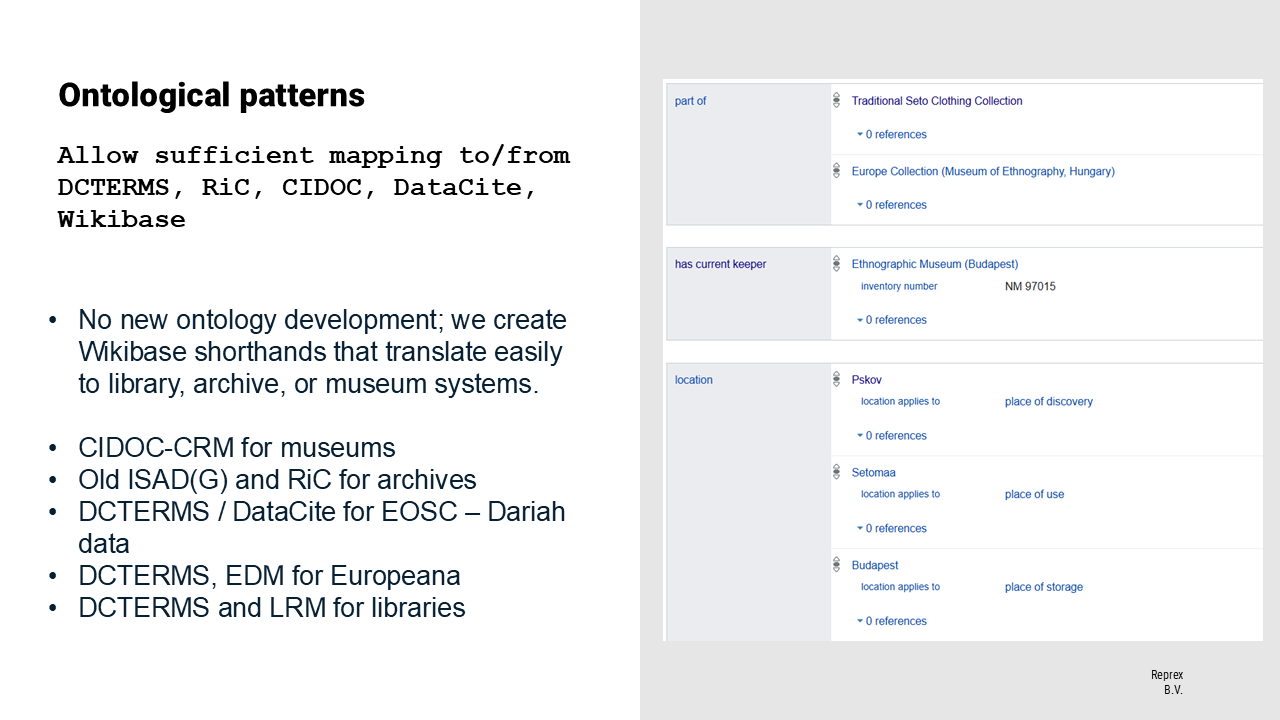 Ontological patterns
Allow sufficient mapping to/from
DCTERMS, RiC, CIDOC, DataCite,
Wikibase
• No new ontology development; we create
Wikibase shorthands that translate easily
to library, archive, or museum systems.
• CIDOC-CRM for museums
• Old ISAD(G) and RiC for archives
• DCTERMS / DataCite for EOSC – Dariah
data
• DCTERMS, EDM for Europeana
• DCTERMS and LRM for libraries
part of
Traditional Seto Clothing Collection
0 references
Europe Collection (Museum of Ethnography, Hungary)
0 references
has current keeper
Ethnographic Museum (Budapest)
inventory number NM 97015
0 references
location
Pskov
location applies to place of discovery
0 references
Setomaa
location applies to place of use
0 references
Budapest
location applies to place of storage
0 references
Reprex
B.V.